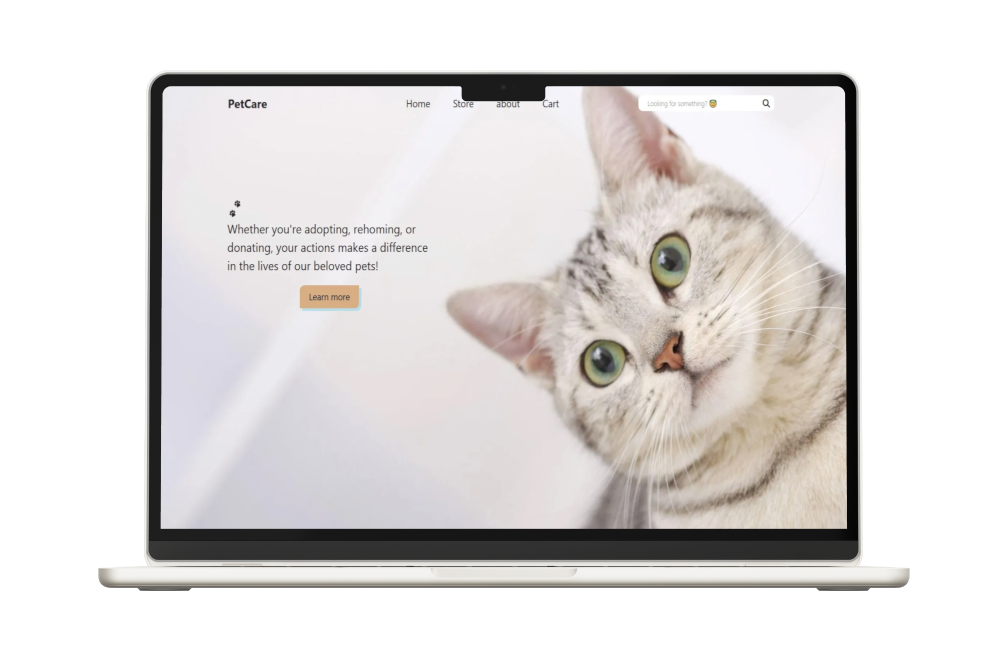 PetCare
Home Store about Cart
Looking for something? 😇
Whether you're adopting, rehoming, or
donating, your actions makes a difference
in the lives of our beloved pets!
Learn more